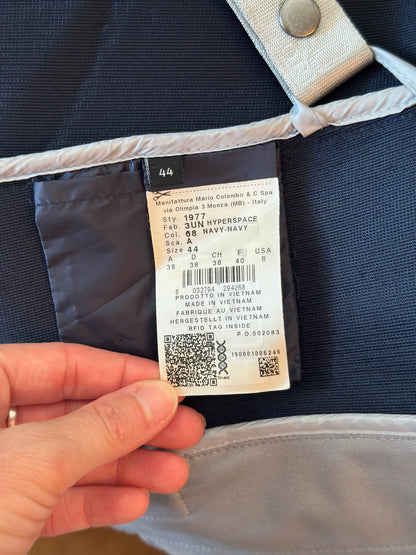 44
Manifattura Mario Colombo & C Spa
via Olimpia 3 Monza (MB) - Italy
Sty. 1977
Fab. 3UN HYPERSPACE
Col. 68 NAVY-NAVY
Sca. A
Size 44
A D CH F USA
38 38 38 40 8
8 032794 294268
PRODOTTO IN VIETNAM
MADE IN VIETNAM
FABRIQUE AU VIETNAM
HERGESTELLT IN VIETNAM
RFID TAG INSIDE
P.O.002083
190001006246